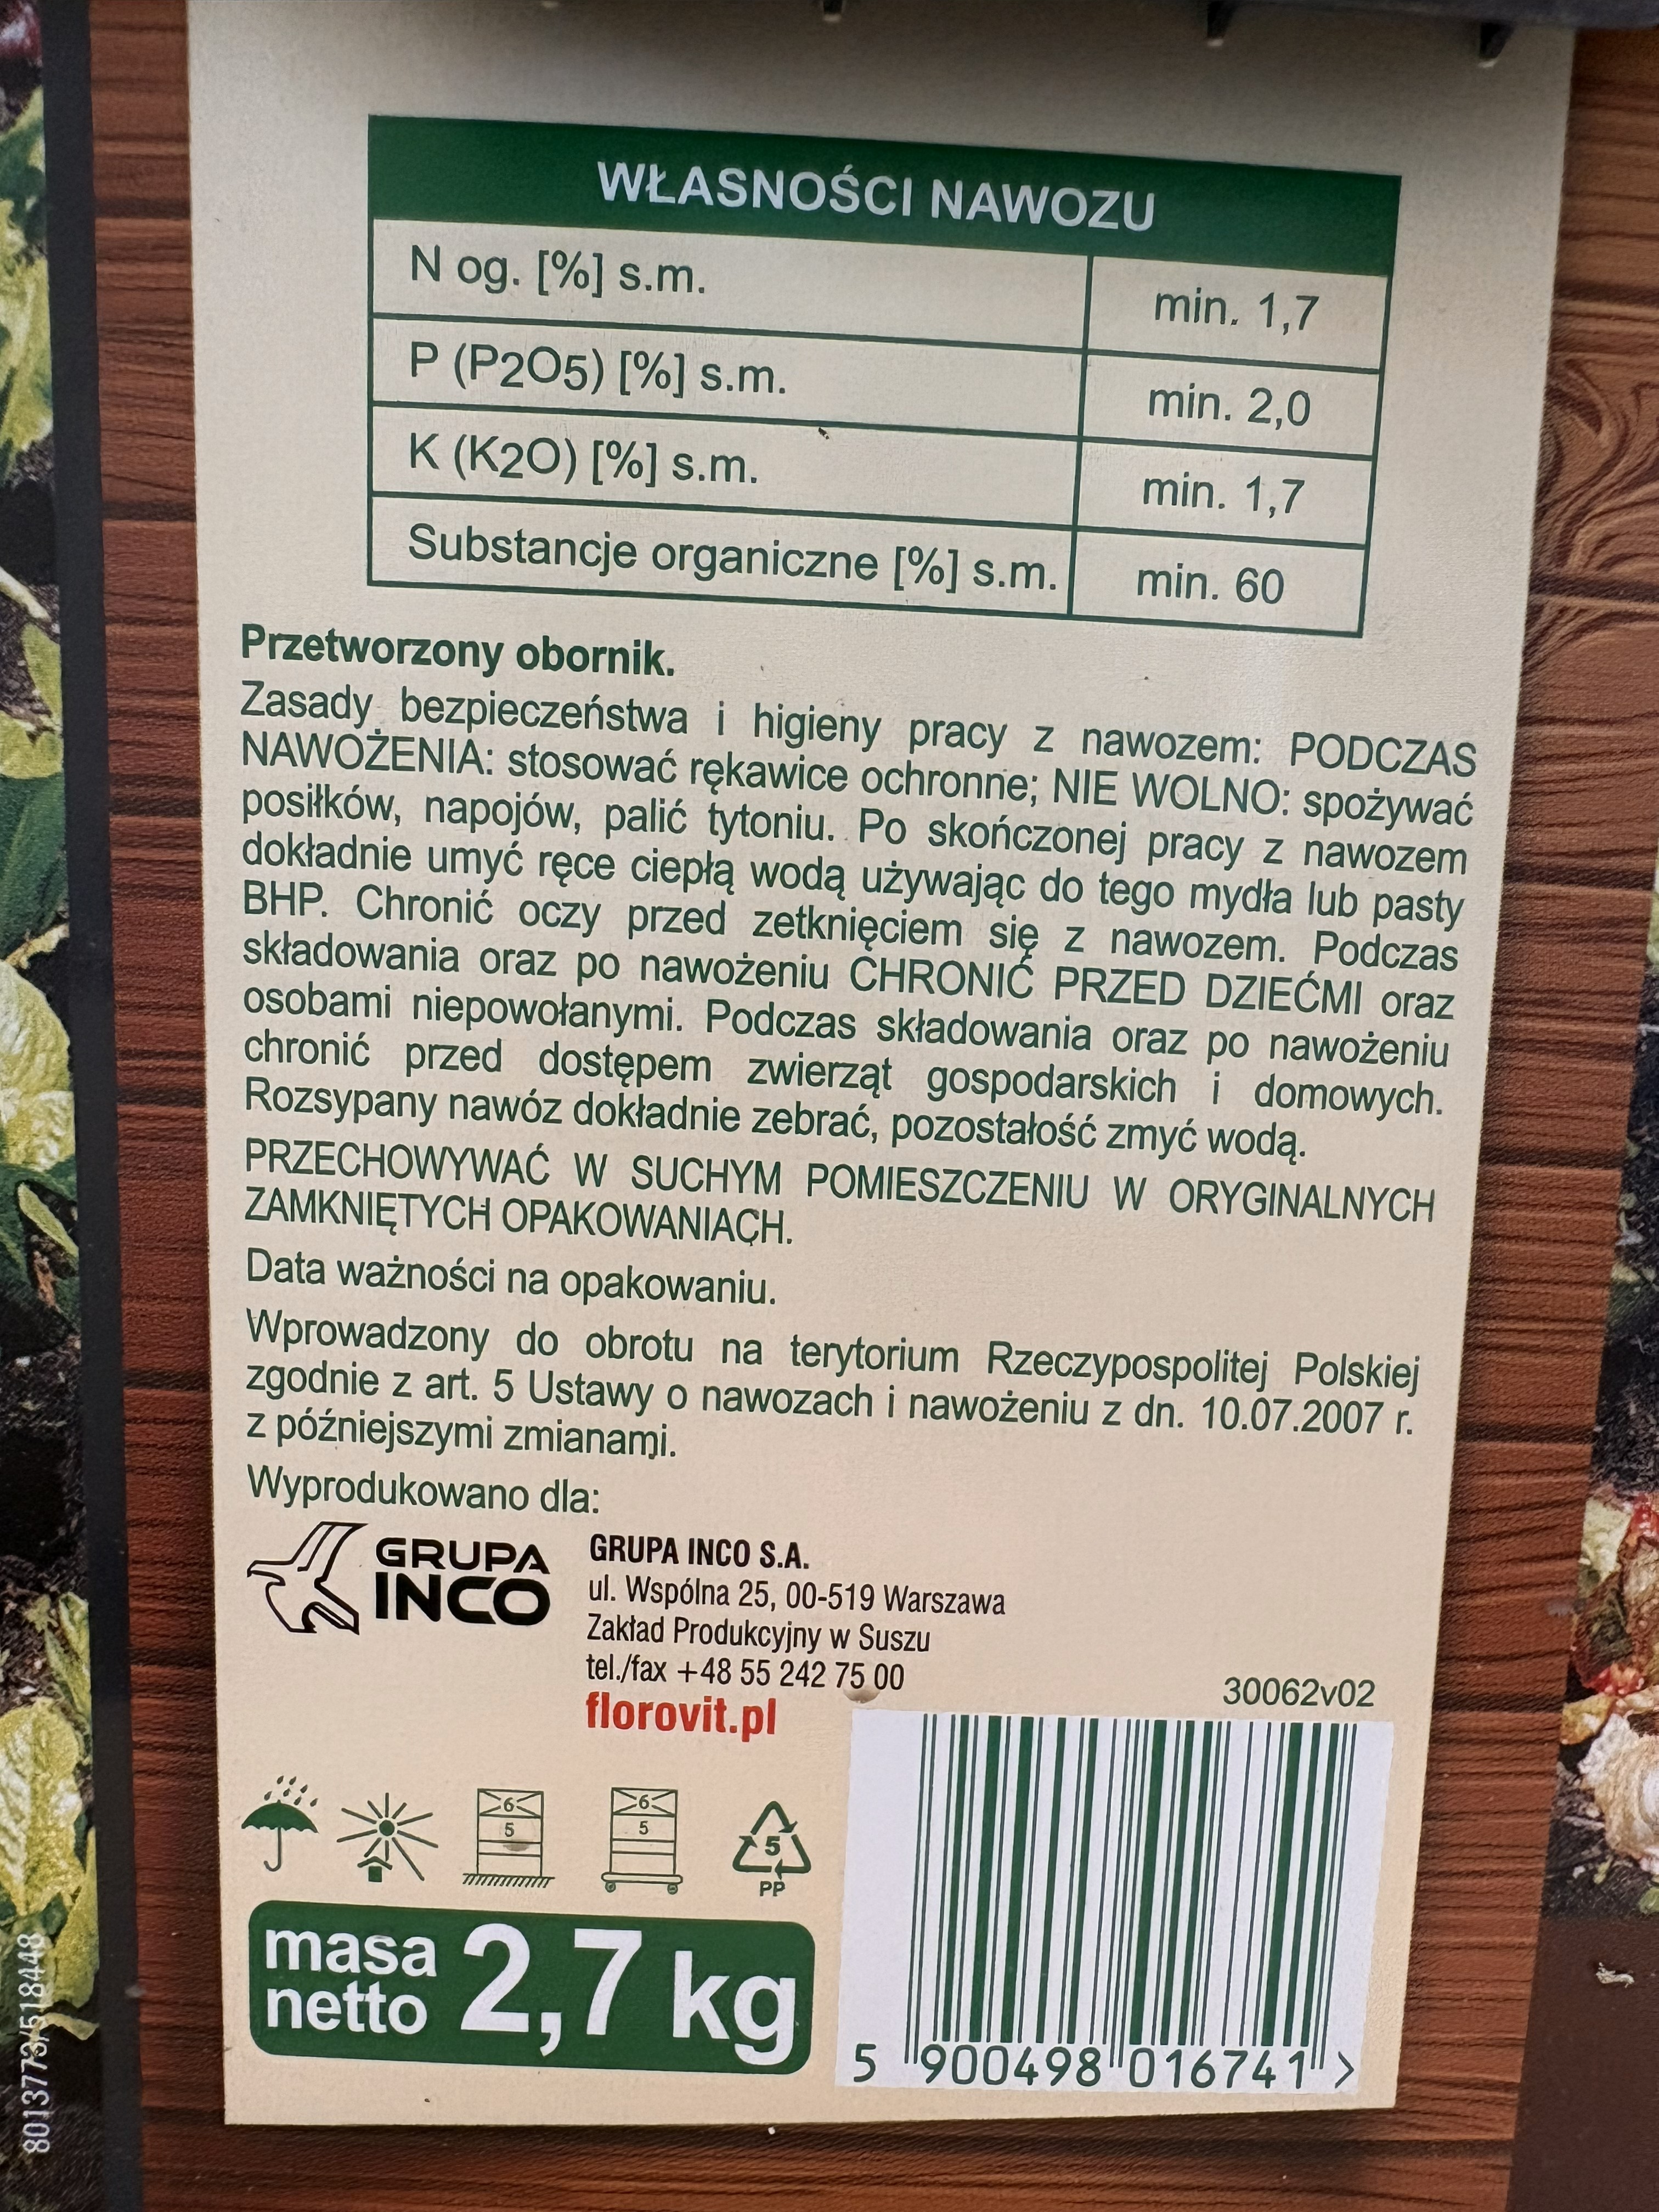 WŁASNOŚCI NAWOZU
N og. [%] s.m. min. 1,7
P (P2O5) [%] s.m. min. 2,0
K (K2O) [%] s.m. min. 1,7
Substancje organiczne [%] s.m. min. 60
Przetworzony obornik.
Zasady bezpieczeństwa i higieny pracy z nawozem: PODCZAS
NAWOŻENIA: stosować rękawice ochronne; NIE WOLNO: spożywać
posiłków, napojów, palić tytoniu. Po skończonej pracy z nawozem
dokładnie umyć ręce ciepłą wodą używając do tego mydła lub pasty
BHP. Chronić oczy przed zetknięciem się z nawozem. Podczas
składowania oraz po nawożeniu CHRONIĆ PRZED DZIEĆMI oraz
osobami niepowołanymi. Podczas składowania oraz po nawożeniu
chronić przed dostępem zwierząt gospodarskich i domowych.
Rozsypany nawóz dokładnie zebrać, pozostałość zmyć wodą.
PRZECHOWYWAĆ W SUCHYM POMIESZCZENIU W ORYGINALNYCH
ZAMKNIĘTYCH OPAKOWANIACH.
Data ważności na opakowaniu.
Wprowadzony do obrotu na terytorium Rzeczypospolitej Polskiej
zgodnie z art. 5 Ustawy o nawozach i nawożeniu z dn. 10.07.2007 r.
z późniejszymi zmianami.
Wyprodukowano dla:
GRUPA
INCO
GRUPA INCO S.A.
ul. Wspólna 25, 00-519 Warszawa
Zakład Produkcyjny w Suszu
tel./fax +48 55 242 75 00
florovit.pl
30062v02
6
5
6
5
5
PP
masa
netto 2,7 kg
5 900498 016741 >
8013773/518448